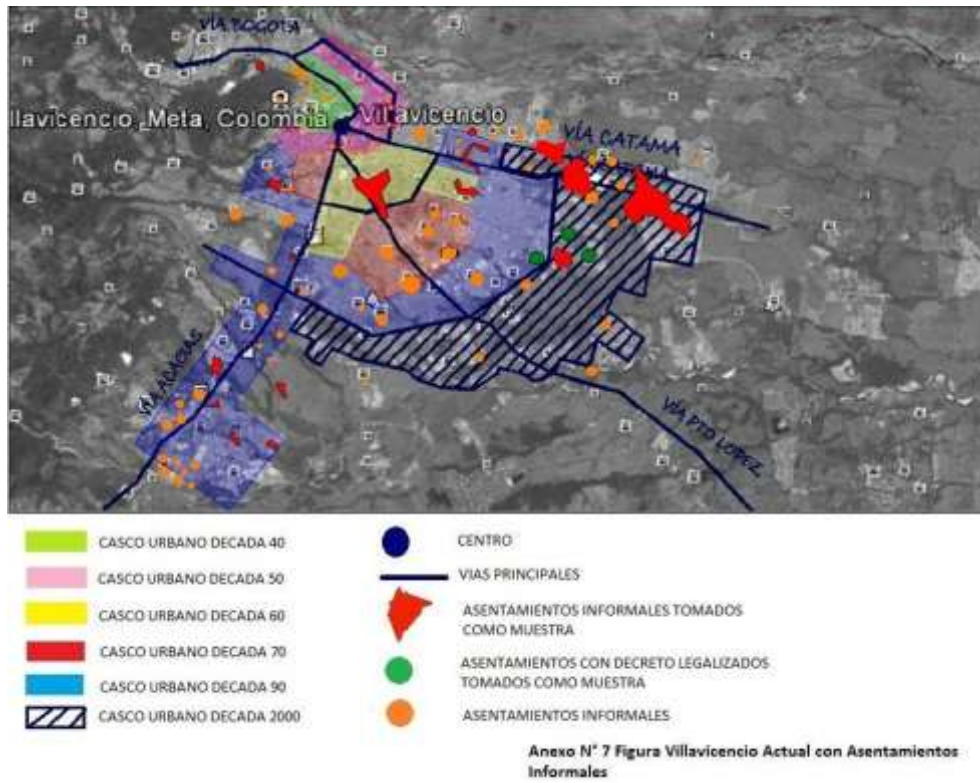 VÍA BOGOTA
llavicencio, Meta, Colombia
Villavicencio
VÍA CATAMA
VÍA ACACIAS
VÍA PTO LOPEZ
CASCO URBANO DECADA 40
CASCO URBANO DECADA 50
CASCO URBANO DECADA 60
CASCO URBANO DECADA 70
CASCO URBANO DECADA 90
CASCO URBANO DECADA 2000
CENTRO
VIAS PRINCIPALES
ASENTAMIENTOS INFORMALES TOMADOS
COMO MUESTRA
ASENTAMIENTOS CON DECRETO LEGALIZADOS
TOMADOS COMO MUESTRA
ASENTAMIENTOS INFORMALES
Anexo N° 7 Figura Villavicencio Actual con Asentamientos
Informales